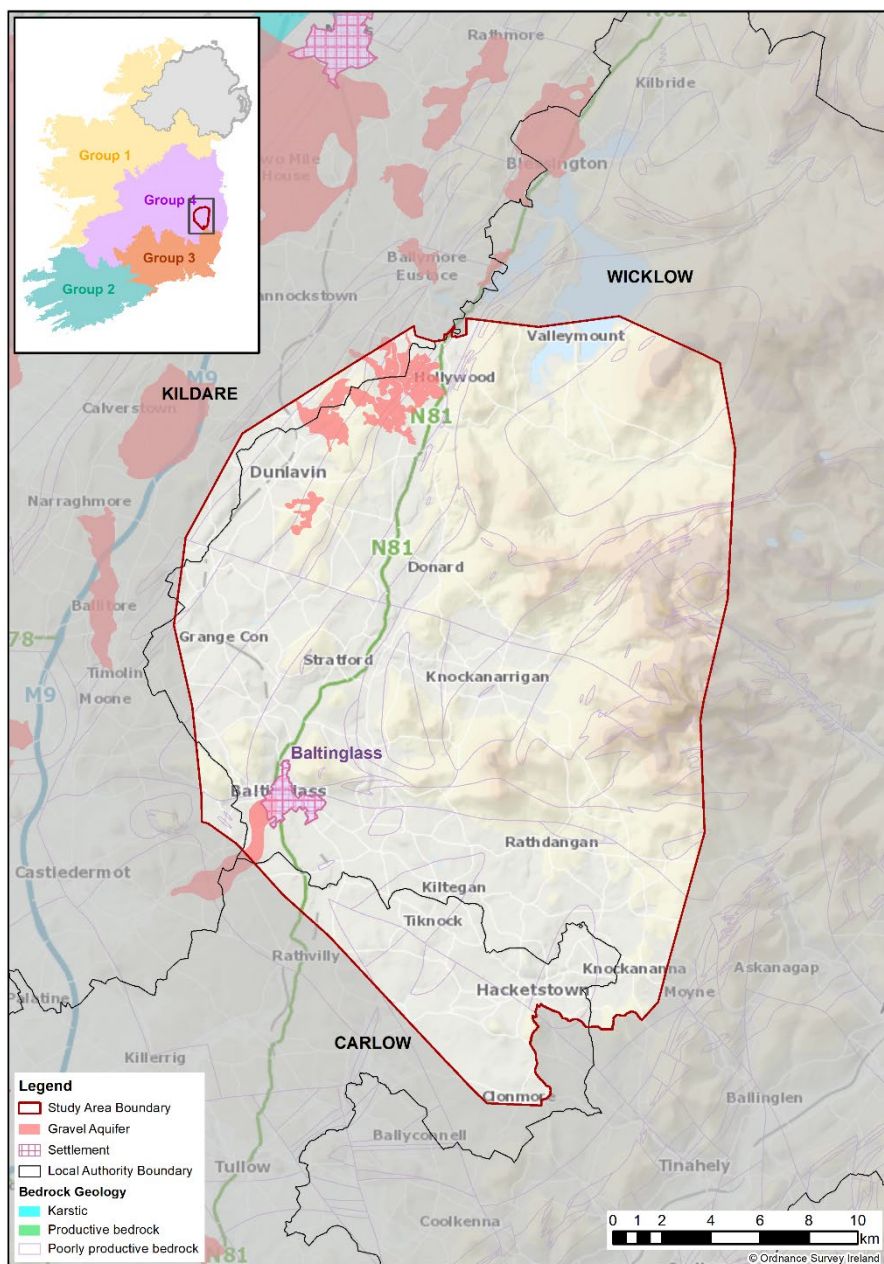 Group 1
Group 4
Group 3
Group 2
N81
Rathmore
Kilbride
Two Mile
House
Blessington
Ballymore
Eustace
WICKLOW
Valleymount
M9
KILDARE
Hollywood
Calverstown
N81
Dunlavin
Narraghmore
N81
Donard
Ballitore
78
Grange Con
Timolin
Stratford
Knockanarrigan
M9
Moone
Baltinglass
Baltinglass
Rathdangan
Castledermot
Kiltegan
Tiknock
Rathvilly
Knockananna
Askanagap
Hacketstown
Moyne
Palatine
CARLOW
Killerrig
Clonmore
Ballinglen
Ballyconnell
Tullow
Tinahely
Coolkenna
N81
Legend
Study Area Boundary
Gravel Aquifer
Settlement
Local Authority Boundary
Bedrock Geology
Karstic
Productive bedrock
Poorly productive bedrock
0 1 2 4 6 8 10
km
© Ordnance Survey Ireland